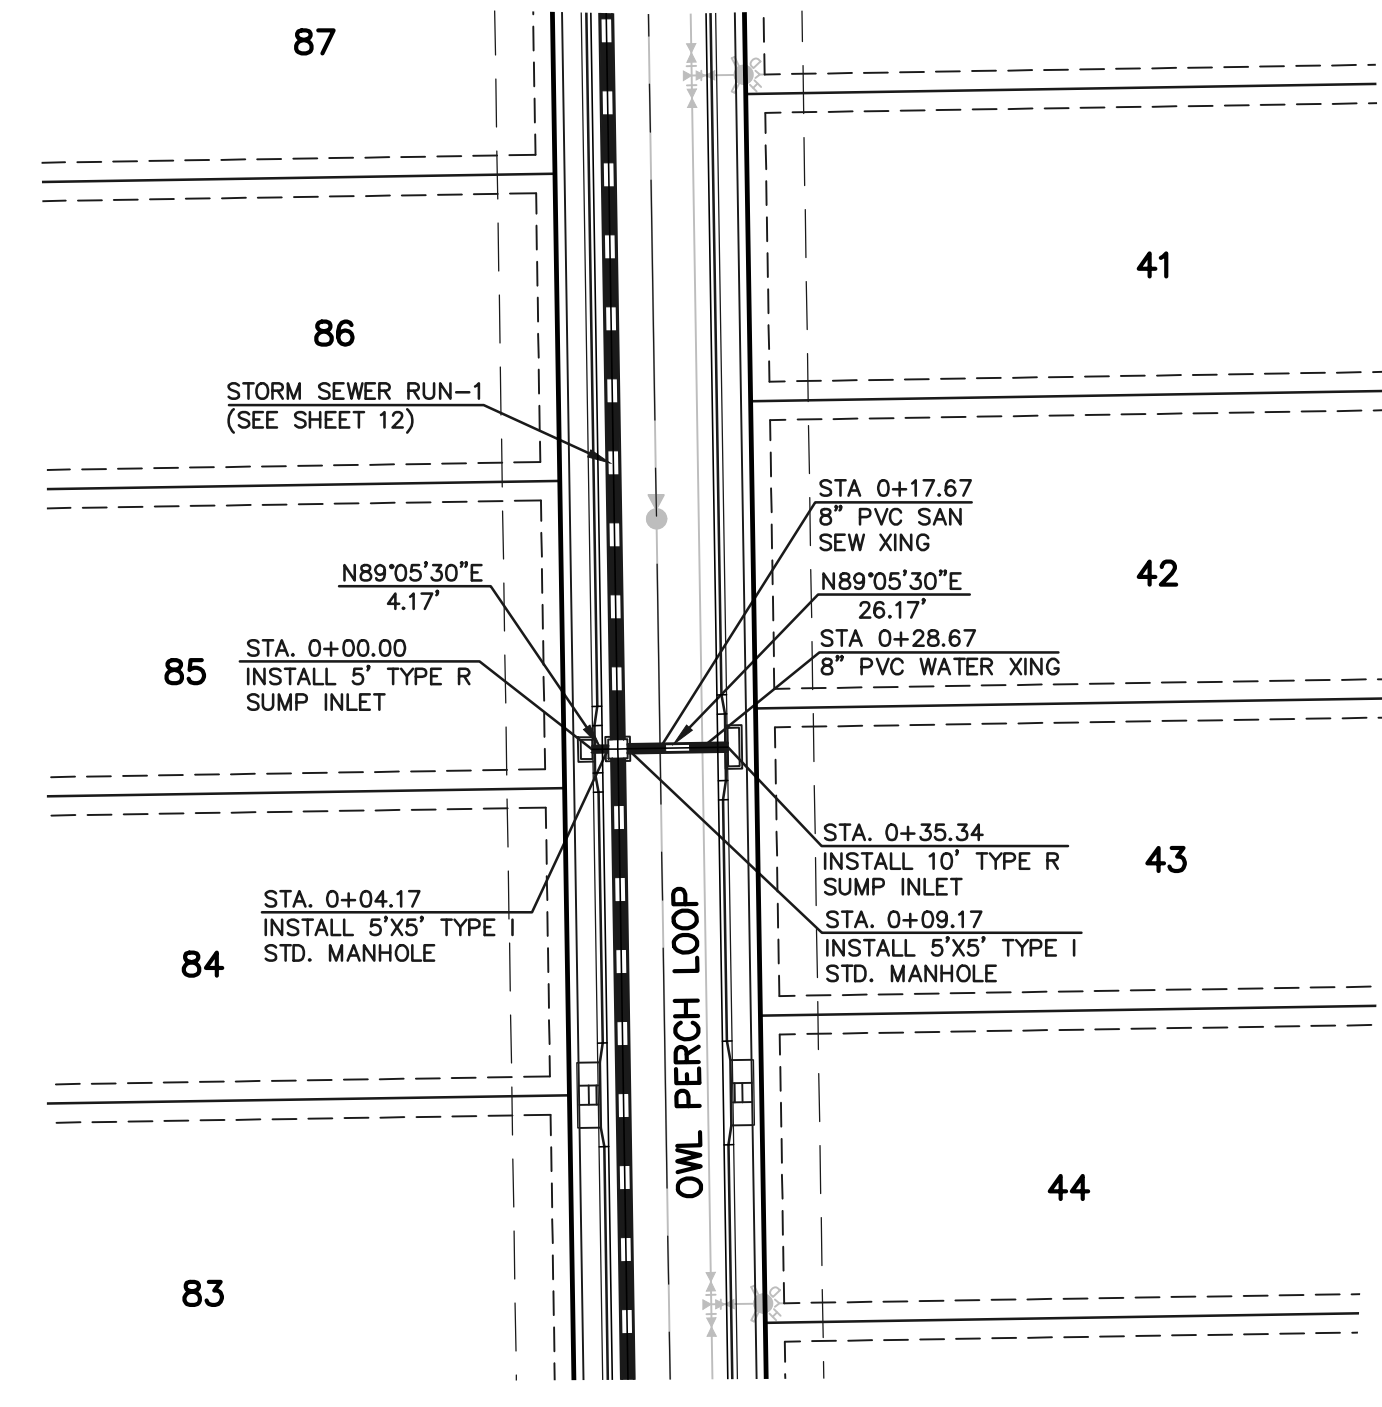 87
41
86
STORM SEWER RUN-1
(SEE SHEET 12)
STA 0+17.67
8" PVC SAN
SEW XING
N89°05'30"E
4.17'
N89°05'30"E
26.17'
42
STA. 0+00.00
INSTALL 5' TYPE R
SUMP INLET
85
STA 0+28.67
8" PVC WATER XING
STA. 0+35.34
INSTALL 10' TYPE R
SUMP INLET
43
STA. 0+04.17
INSTALL 5'X5' TYPE I
STD. MANHOLE
84
STA. 0+09.17
INSTALL 5'X5' TYPE I
STD. MANHOLE
OWL PERCH LOOP
44
83